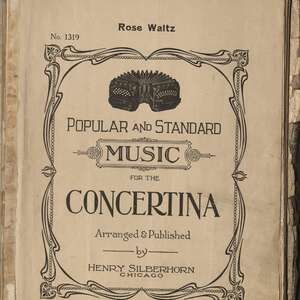 Rose Waltz
No. 1319
POPULAR AND STANDARD
MUSIC
FOR THE
CONCERTINA
Arranged & Published
by
HENRY SILBERHORN
CHICAGO